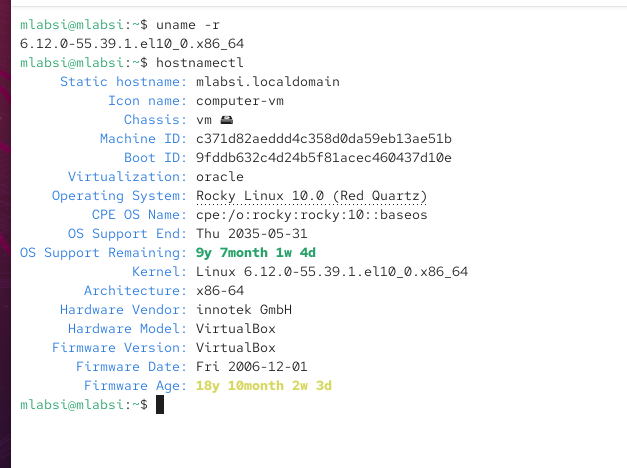 mlabsi@mlabsi:~$ uname -r
6.12.0-55.39.1.el10_0.x86_64
mlabsi@mlabsi:~$ hostnamectl
Static hostname: mlabsi.localdomain
Icon name: computer-vm
Chassis: vm 🖴
Machine ID: c371d82aeddd4c358d0da59eb13ae51b
Boot ID: 9fddb632c4d24b5f81acec460437d10e
Virtualization: oracle
Operating System: Rocky Linux 10.0 (Red Quartz)
CPE OS Name: cpe:/o:rocky:rocky:10::baseos
OS Support End: Thu 2035-05-31
OS Support Remaining: 9y 7month 1w 4d
Kernel: Linux 6.12.0-55.39.1.el10_0.x86_64
Architecture: x86-64
Hardware Vendor: innotek GmbH
Hardware Model: VirtualBox
Firmware Version: VirtualBox
Firmware Date: Fri 2006-12-01
Firmware Age: 18y 10month 2w 3d
mlabsi@mlabsi:~$